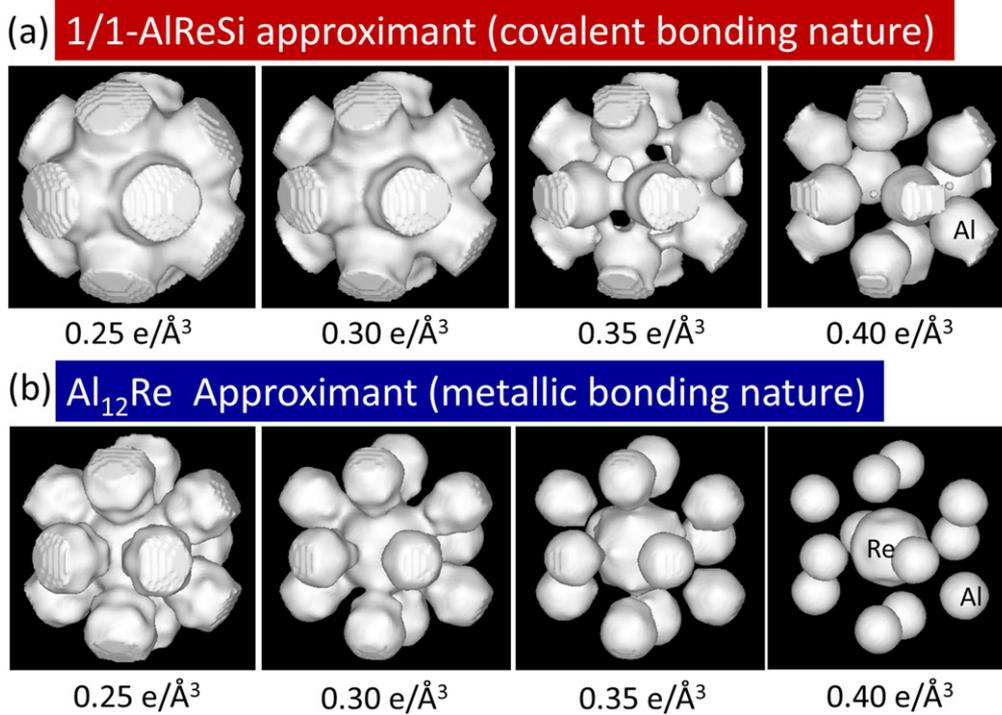 (a) 1/1-AlReSi approximant (covalent bonding nature)
Al
0.25 e/Å³ 0.30 e/Å³ 0.35 e/Å³ 0.40 e/Å³
(b) Al₁₂Re Approximant (metallic bonding nature)
Re
Al
0.25 e/Å³ 0.30 e/Å³ 0.35 e/Å³ 0.40 e/Å³